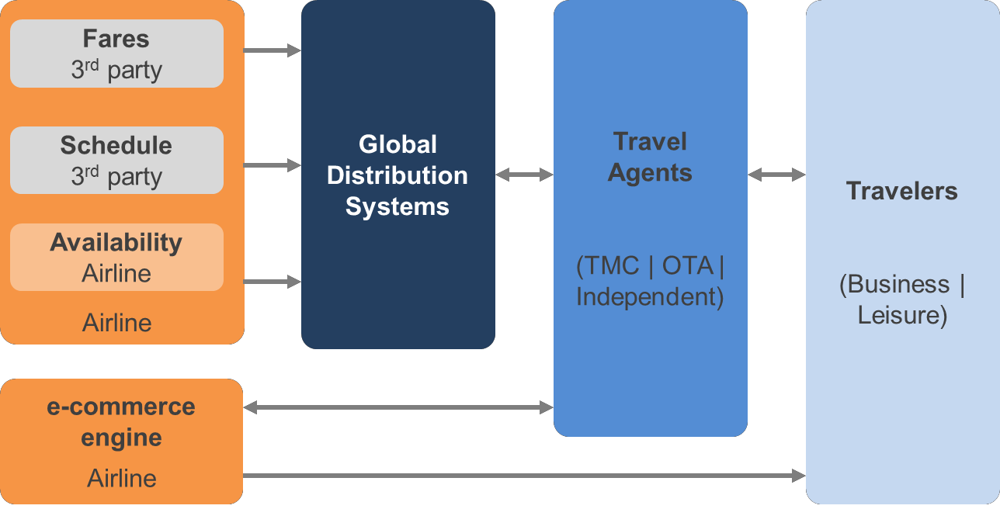 Fares
3rd party
Schedule
3rd party
Availability
Airline
Airline
Global
Distribution
Systems
Travel
Agents
(TMC | OTA |
Independent)
Travelers
(Business |
Leisure)
e-commerce
engine
Airline